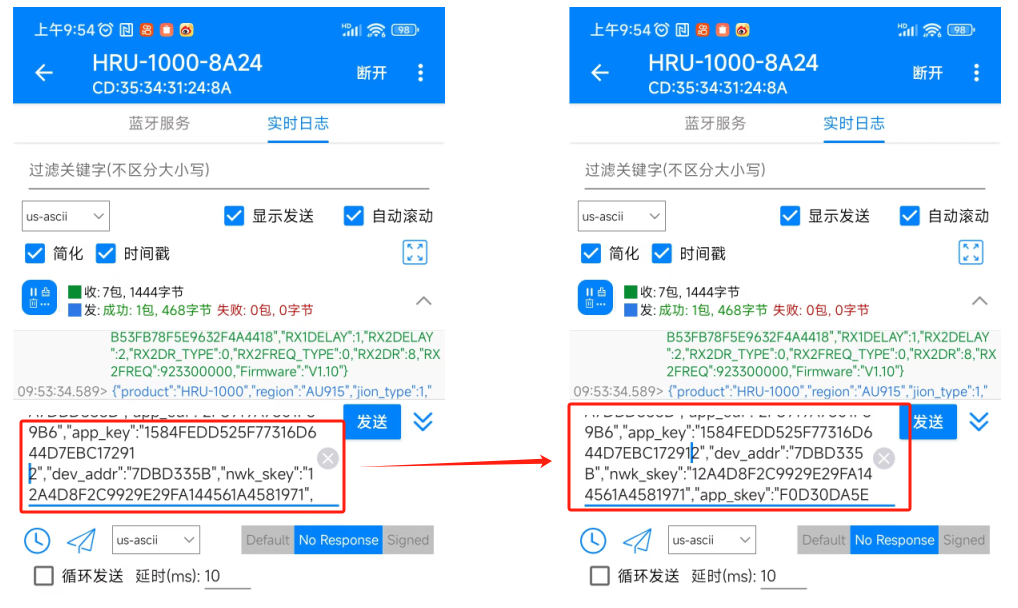 上午9:54
HD
98
HRU-1000-8A24
CD:35:34:31:24:8A
断开
蓝牙服务
实时日志
过滤关键字(不区分大小写)
us-ascii
显示发送
自动滚动
简化
时间戳
收: 7包, 1444字节
发: 成功: 1包, 468字节 失败: 0包, 0字节
B53FB78F5E9632F4A4418","RX1DELAY":1,"RX2DELAY
":2,"RX2DR_TYPE":0,"RX2FREQ_TYPE":0,"RX2DR":8,"RX
2FREQ":923300000,"Firmware":"V1.10"}
09:53:34.589> {"product":"HRU-1000","region":"AU915","jion_type":1,"
9B6","app_key":"1584FEDD525F77316D6
44D7EBC17291
2","dev_addr":"7DBD335B","nwk_skey":"1
2A4D8F2C9929E29FA144561A4581971",
发送
us-ascii
Default
No Response
Signed
循环发送
延时(ms): 10
上午9:54
HD
98
HRU-1000-8A24
CD:35:34:31:24:8A
断开
蓝牙服务
实时日志
过滤关键字(不区分大小写)
us-ascii
显示发送
自动滚动
简化
时间戳
收: 7包, 1444字节
发: 成功: 1包, 468字节 失败: 0包, 0字节
B53FB78F5E9632F4A4418","RX1DELAY":1,"RX2DELAY
":2,"RX2DR_TYPE":0,"RX2FREQ_TYPE":0,"RX2DR":8,"RX
2FREQ":923300000,"Firmware":"V1.10"}
09:53:34.589> {"product":"HRU-1000","region":"AU915","jion_type":1,"
9B6","app_key":"1584FEDD525F77316D6
44D7EBC172912","dev_addr":"7DBD335
B","nwk_skey":"12A4D8F2C9929E29FA14
4561A4581971","app_skey":"F0D30DA5E
发送
us-ascii
Default
No Response
Signed
循环发送
延时(ms): 10